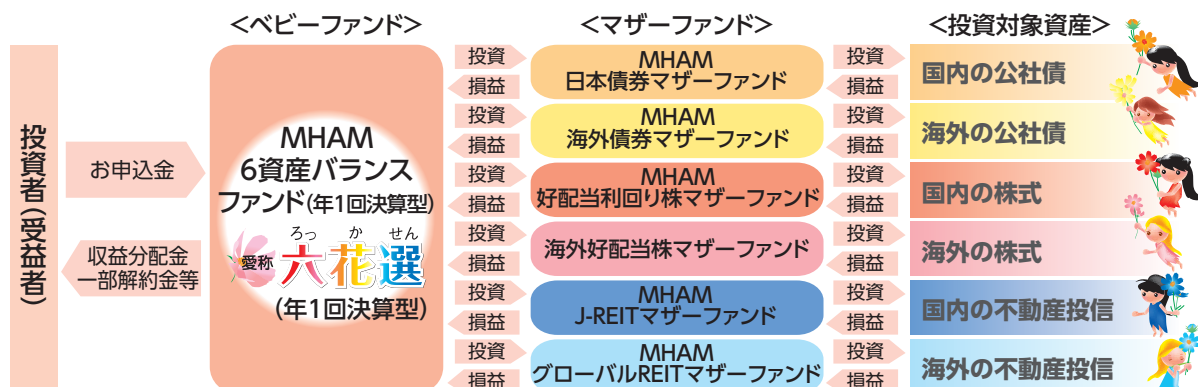 <ベビーファンド>
<マザーファンド>
<投資対象資産>
投資者(受益者)
お申込金
収益分配金
一部解約金等
MHAM
6資産バランス
ファンド(年1回決算型)
ろっ か せん
愛称 六花選
(年1回決算型)
投資
損益
MHAM
日本債券マザーファンド
投資
損益
国内の公社債
投資
損益
MHAM
海外債券マザーファンド
投資
損益
海外の公社債
投資
損益
MHAM
好配当利回り株マザーファンド
投資
損益
国内の株式
投資
損益
海外好配当株マザーファンド
投資
損益
海外の株式
投資
損益
MHAM
J-REITマザーファンド
投資
損益
国内の不動産投信
投資
損益
MHAM
グローバルREITマザーファンド
投資
損益
海外の不動産投信